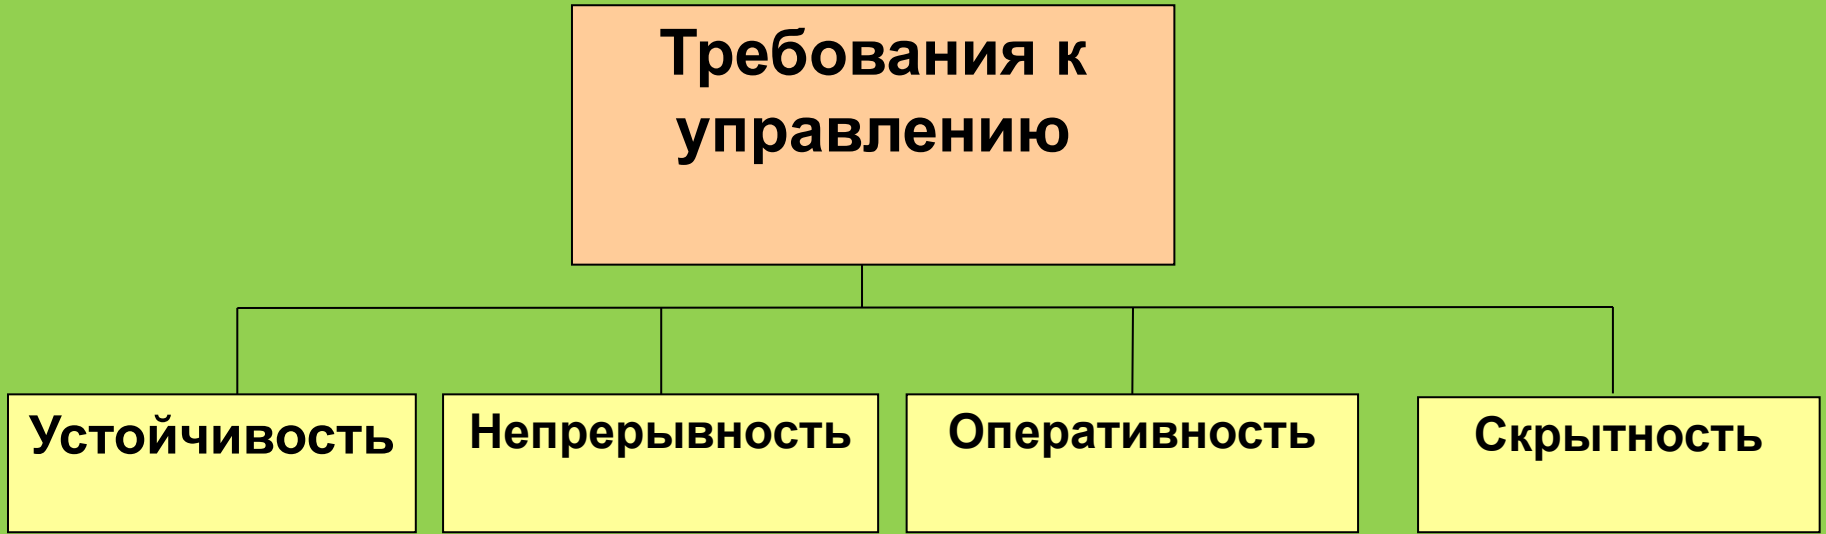 Требования к
управлению
Устойчивость
Непрерывность
Оперативность
Скрытность